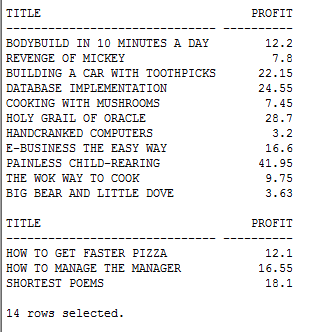 TITLE PROFIT
------------------------------ ----------
BODYBUILD IN 10 MINUTES A DAY 12.2
REVENGE OF MICKEY 7.8
BUILDING A CAR WITH TOOTHPICKS 22.15
DATABASE IMPLEMENTATION 24.55
COOKING WITH MUSHROOMS 7.45
HOLY GRAIL OF ORACLE 28.7
HANDCRANKED COMPUTERS 3.2
E-BUSINESS THE EASY WAY 16.6
PAINLESS CHILD-REARING 41.95
THE WOK WAY TO COOK 9.75
BIG BEAR AND LITTLE DOVE 3.63
TITLE PROFIT
------------------------------ ----------
HOW TO GET FASTER PIZZA 12.1
HOW TO MANAGE THE MANAGER 16.55
SHORTEST POEMS 18.1
14 rows selected.